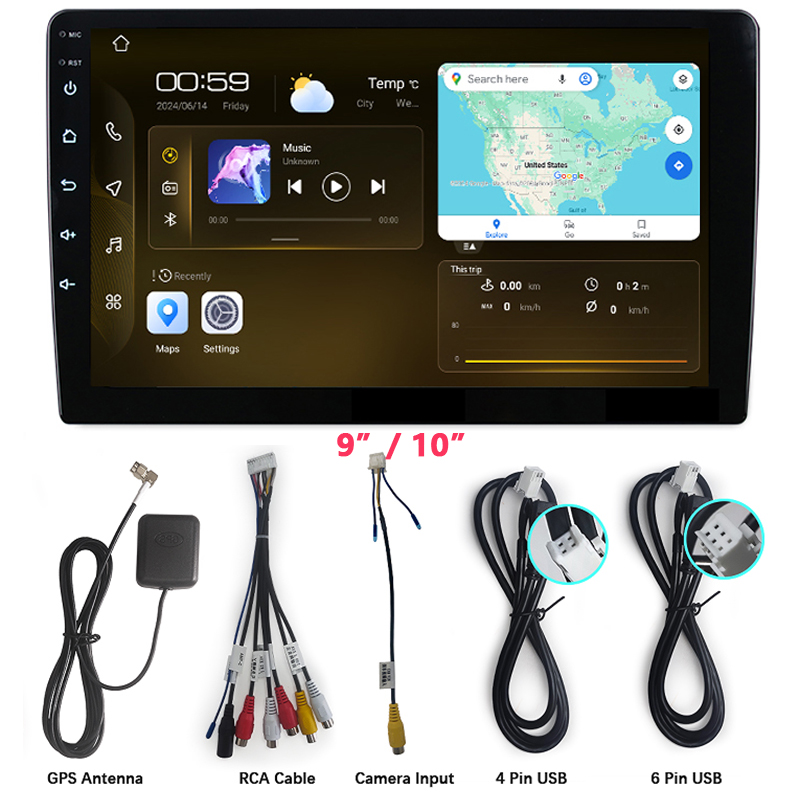 MIC
RST
00:59
2024/06/14 Friday
Temp °C
City We...
Music
Unknown
00:00 00:00
Recently
Maps Settings
Search here
United States
Google
Gulf of
Explore Go Saved
This trip
0.00 km 0 h 2 m
MAX 0 km/h Ø 0 km/h
80
0
9” / 10”
GPS Antenna RCA Cable Camera Input 4 Pin USB 6 Pin USB